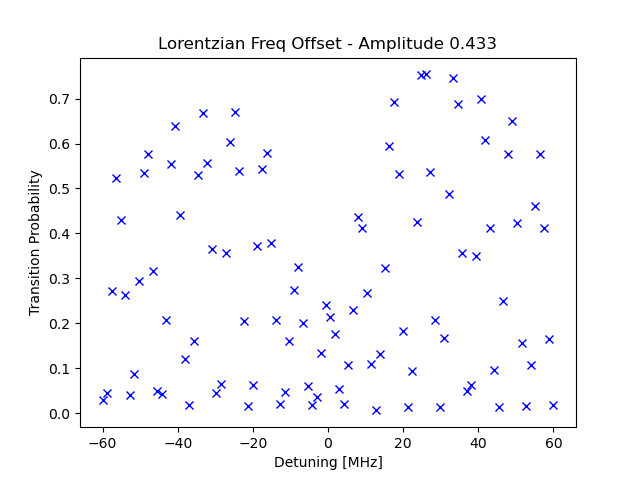 Lorentzian Freq Offset - Amplitude 0.433
Transition Probability
0.7
0.6
0.5
0.4
0.3
0.2
0.1
0.0
−60 −40 −20 0 20 40 60
Detuning [MHz]